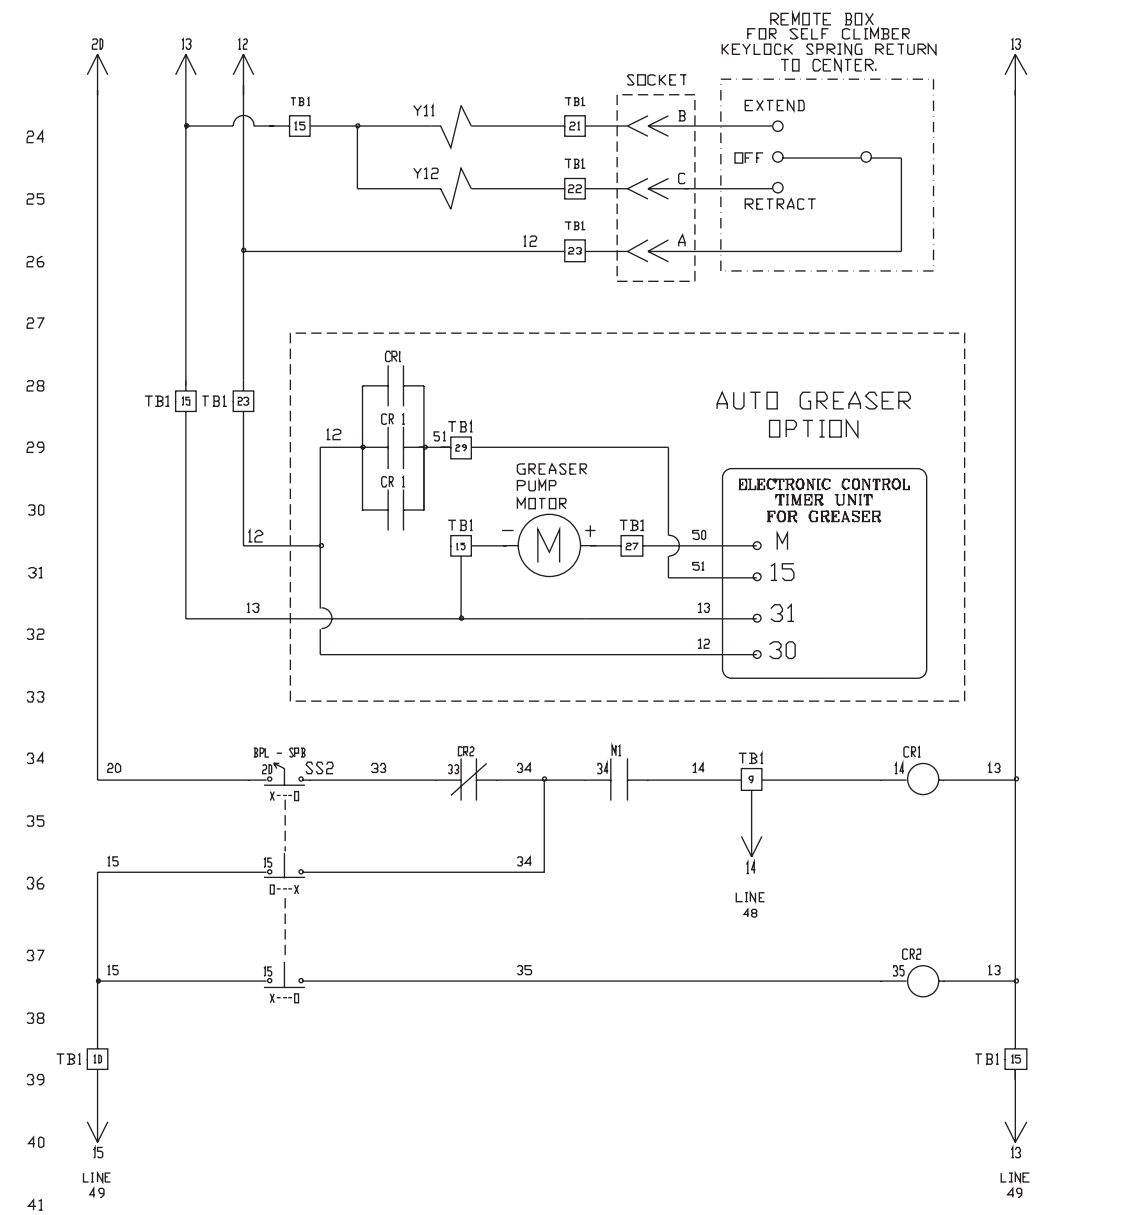 REMOTE BOX
FOR SELF CLIMBER
KEYLOCK SPRING RETURN
TO CENTER.
20
13
12
13
SOCKET
TB1
15
Y11
TB1
21
B
EXTEND
24
OFF
Y12
TB1
22
C
25
RETRACT
TB1
12
23
A
26
27
CR1
28
TB1
15
TB1
23
AUTO GREASER
OPTION
CR 1
12
51
TB1
29
29
GREASER
PUMP
MOTOR
CR 1
ELECTRONIC CONTROL
TIMER UNIT
FOR GREASER
30
12
TB1
15
-
M
+
TB1
27
50
M
51
15
31
13
13
31
32
12
30
33
34
BPL - SPB
20
20
SS2
X---O
33
CR2
33
34
M1
34
14
TB1
9
CR1
14
13
35
15
15
O---X
34
14
LINE
48
36
37
15
15
X---O
35
CR2
35
13
38
TB1
10
TB1
15
39
40
15
LINE
49
13
LINE
49
41